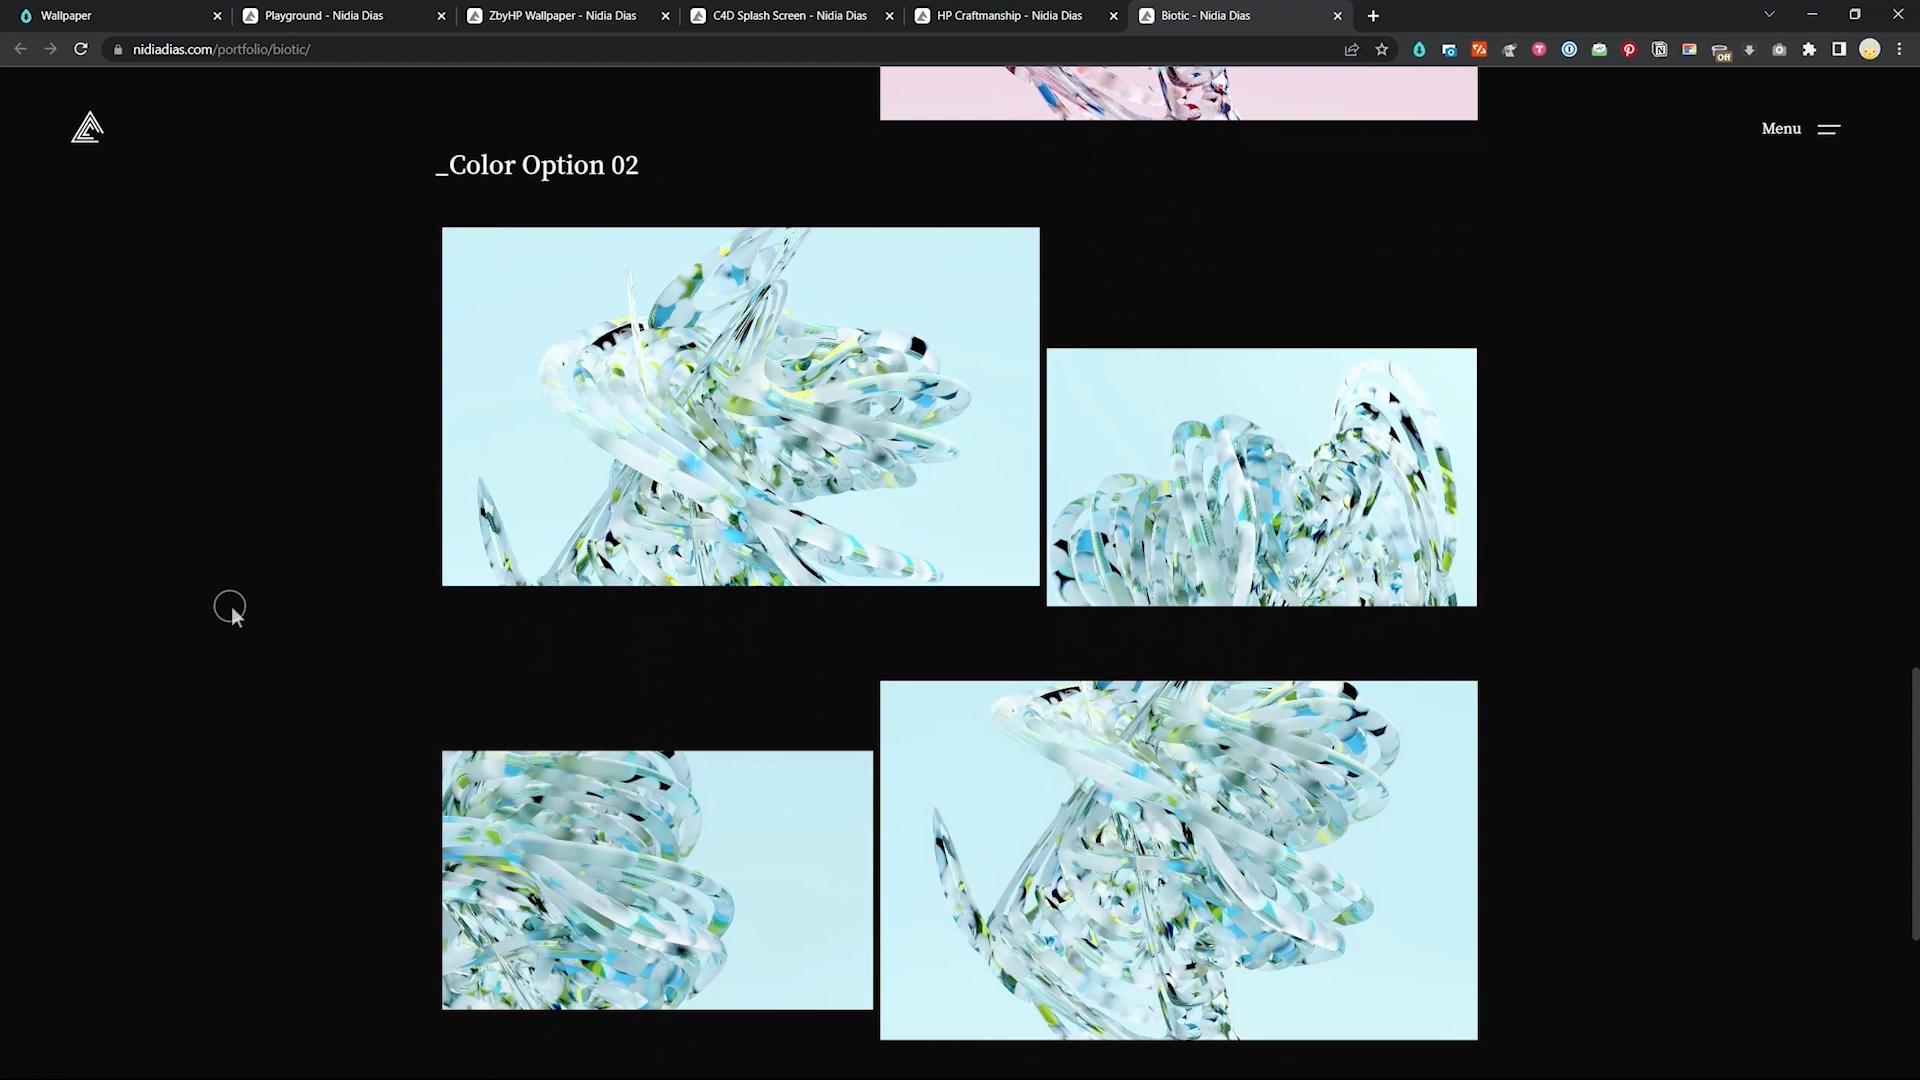 Wallpaper
Playground - Nidia Dias
ZbyHP Wallpaper - Nidia Dias
C4D Splash Screen - Nidia Dias
HP Craftmanship - Nidia Dias
Biotic - Nidia Dias
nidiadias.com/portfolio/biotic/
Off
Menu
_Color Option 02